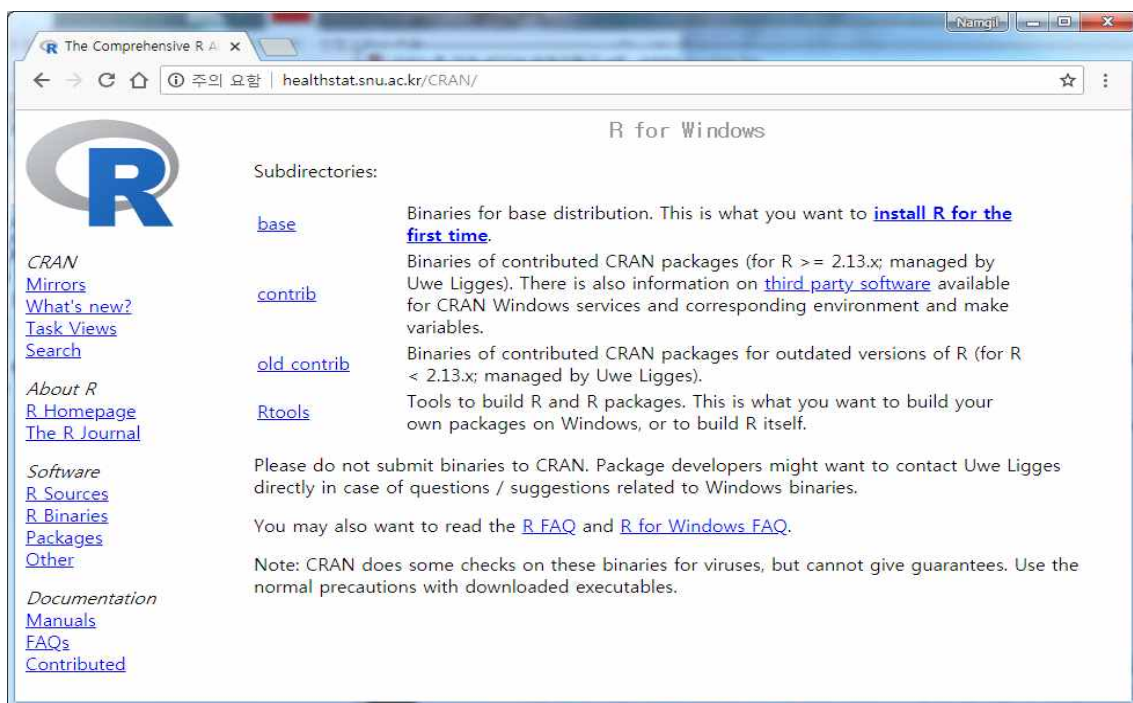 Namgil
The Comprehensive R A
주의 요함 | healthstat.snu.ac.kr/CRAN/
R
CRAN
Mirrors
What's new?
Task Views
Search
About R
R Homepage
The R Journal
Software
R Sources
R Binaries
Packages
Other
Documentation
Manuals
FAQs
Contributed
R for Windows
Subdirectories:
base
Binaries for base distribution. This is what you want to install R for the
first time.
contrib
Binaries of contributed CRAN packages (for R >= 2.13.x; managed by
Uwe Ligges). There is also information on third party software available
for CRAN Windows services and corresponding environment and make
variables.
old contrib
Binaries of contributed CRAN packages for outdated versions of R (for R
< 2.13.x; managed by Uwe Ligges).
Rtools
Tools to build R and R packages. This is what you want to build your
own packages on Windows, or to build R itself.
Please do not submit binaries to CRAN. Package developers might want to contact Uwe Ligges
directly in case of questions / suggestions related to Windows binaries.
You may also want to read the R FAQ and R for Windows FAQ.
Note: CRAN does some checks on these binaries for viruses, but cannot give guarantees. Use the
normal precautions with downloaded executables.